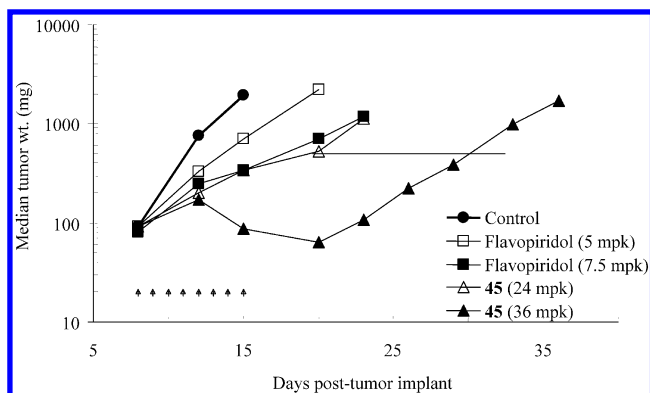 10000
1000
100
10
Median tumor wt. (mg)
5
15
25
35
Days post-tumor implant
Control
Flavopiridol (5 mpk)
Flavopiridol (7.5 mpk)
45 (24 mpk)
45 (36 mpk)